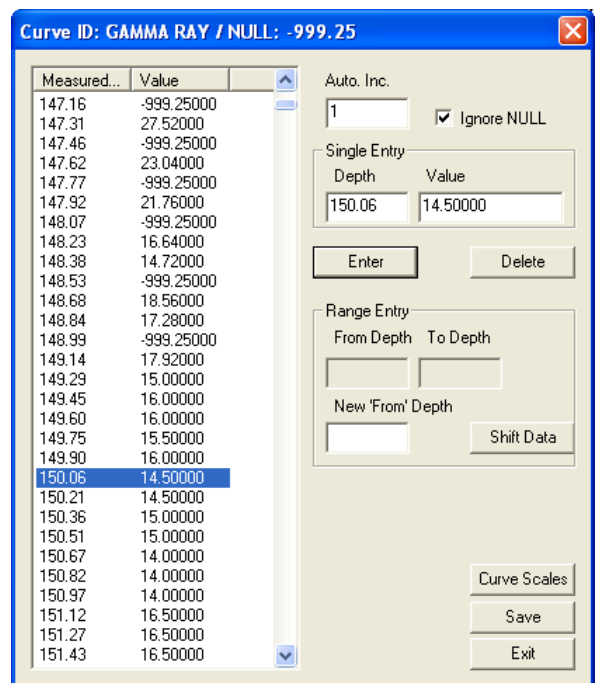 Curve ID: GAMMA RAY / NULL: -999.25
Measured... Value
147.16 -999.25000
147.31 27.52000
147.46 -999.25000
147.62 23.04000
147.77 -999.25000
147.92 21.76000
148.07 -999.25000
148.23 16.64000
148.38 14.72000
148.53 -999.25000
148.68 18.56000
148.84 17.28000
148.99 -999.25000
149.14 17.92000
149.29 15.00000
149.45 16.00000
149.60 16.00000
149.75 15.50000
149.90 16.00000
150.06 14.50000
150.21 14.50000
150.36 15.00000
150.51 15.00000
150.67 14.00000
150.82 14.00000
150.97 14.00000
151.12 16.50000
151.27 16.50000
151.43 16.50000
Auto. Inc.
1
Ignore NULL
Single Entry
Depth Value
150.06 14.50000
Enter Delete
Range Entry
From Depth To Depth
New 'From' Depth
Shift Data
Curve Scales
Save
Exit